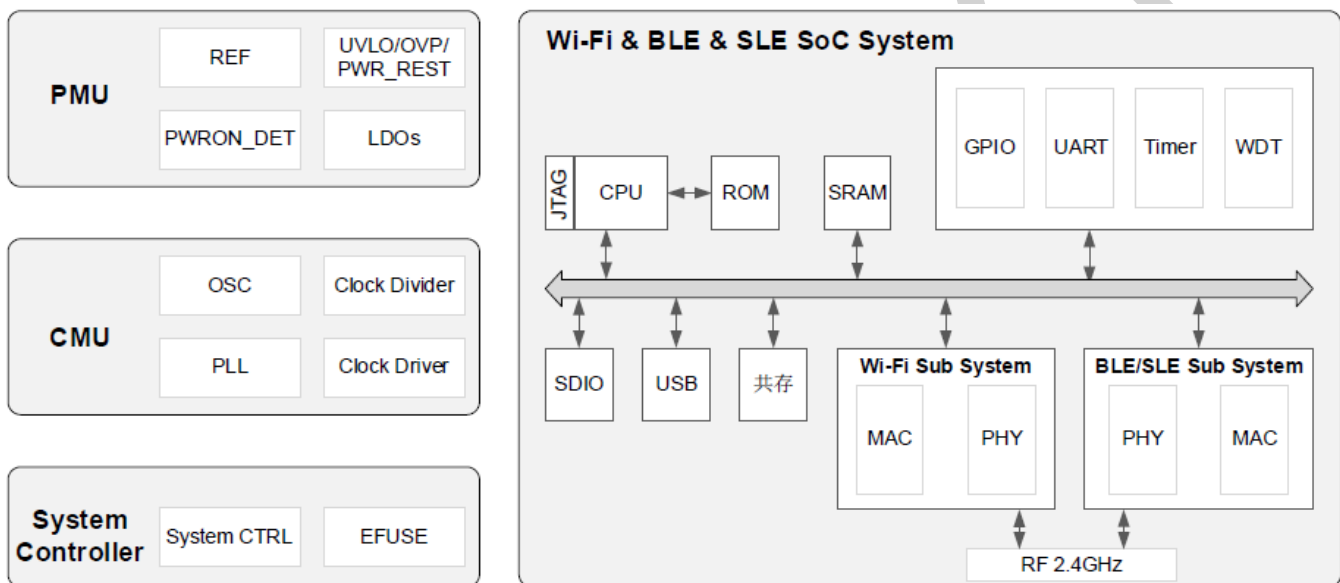 PMU
REF
UVLO/OVP/
PWR_REST
PWRON_DET
LDOs
CMU
OSC
Clock Divider
PLL
Clock Driver
System
Controller
System CTRL
EFUSE
Wi-Fi & BLE & SLE SoC System
GPIO
UART
Timer
WDT
JTAG
CPU
ROM
SRAM
SDIO
USB
共存
Wi-Fi Sub System
MAC
PHY
BLE/SLE Sub System
PHY
MAC
RF 2.4GHz